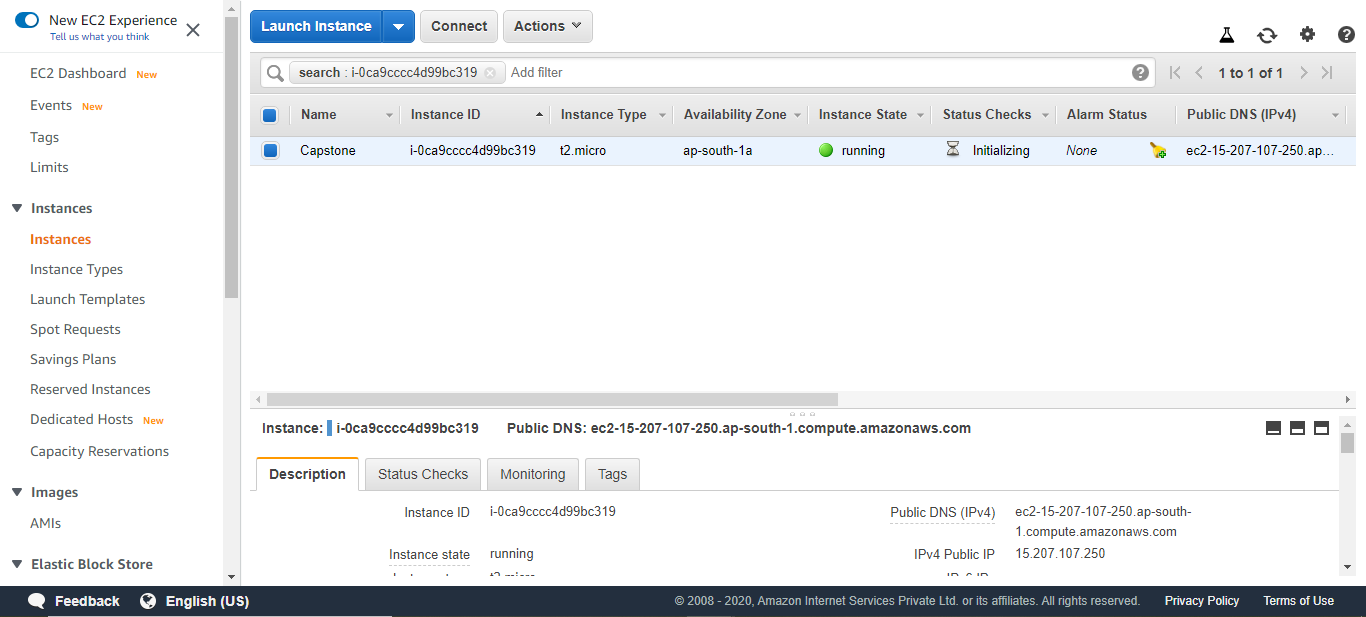 New EC2 Experience
Tell us what you think
EC2 Dashboard New
Events New
Tags
Limits
Instances
Instances
Instance Types
Launch Templates
Spot Requests
Savings Plans
Reserved Instances
Dedicated Hosts New
Capacity Reservations
Images
AMIs
Elastic Block Store
Launch Instance Connect Actions
search : i-0ca9cccc4d99bc319 Add filter 1 to 1 of 1
Name Instance ID Instance Type Availability Zone Instance State Status Checks Alarm Status Public DNS (IPv4)
Capstone i-0ca9cccc4d99bc319 t2.micro ap-south-1a running Initializing None ec2-15-207-107-250.ap...
Instance: i-0ca9cccc4d99bc319 Public DNS: ec2-15-207-107-250.ap-south-1.compute.amazonaws.com
Description Status Checks Monitoring Tags
Instance ID i-0ca9cccc4d99bc319 Public DNS (IPv4) ec2-15-207-107-250.ap-south-
1.compute.amazonaws.com
Instance state running IPv4 Public IP 15.207.107.250
Feedback English (US) © 2008 - 2020, Amazon Internet Services Private Ltd. or its affiliates. All rights reserved. Privacy Policy Terms of Use